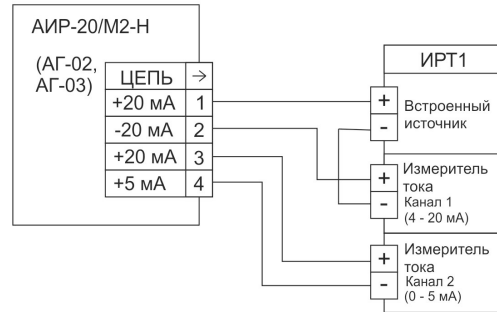 АИР-20/М2-Н
(АГ-02,
АГ-03)
ЦЕПЬ →
+20 мА 1
-20 мА 2
+20 мА 3
+5 мА 4
ИРТ1
+
Встроенный
источник
-
Измеритель
+
тока
Канал 1
-
(4 - 20 мА)
Измеритель
+
тока
Канал 2
-
(0 - 5 мА)